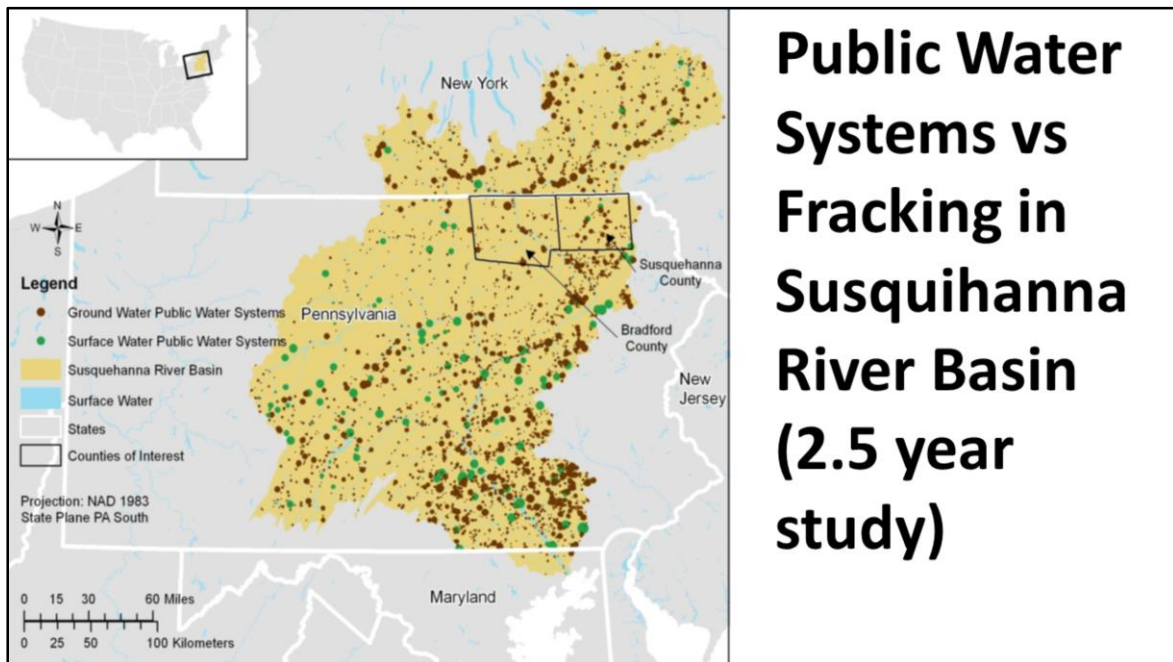 New York
N
W E
S
Susquehanna
County
Legend
Ground Water Public Water Systems
Pennsylvania
Surface Water Public Water Systems
Bradford
County
Susquehanna River Basin
New
Jersey
Surface Water
States
Counties of Interest
Projection: NAD 1983
State Plane PA South
Maryland
0 15 30 60 Miles
0 25 50 100 Kilometers
Public Water
Systems vs
Fracking in
Susquihanna
River Basin
(2.5 year
study)